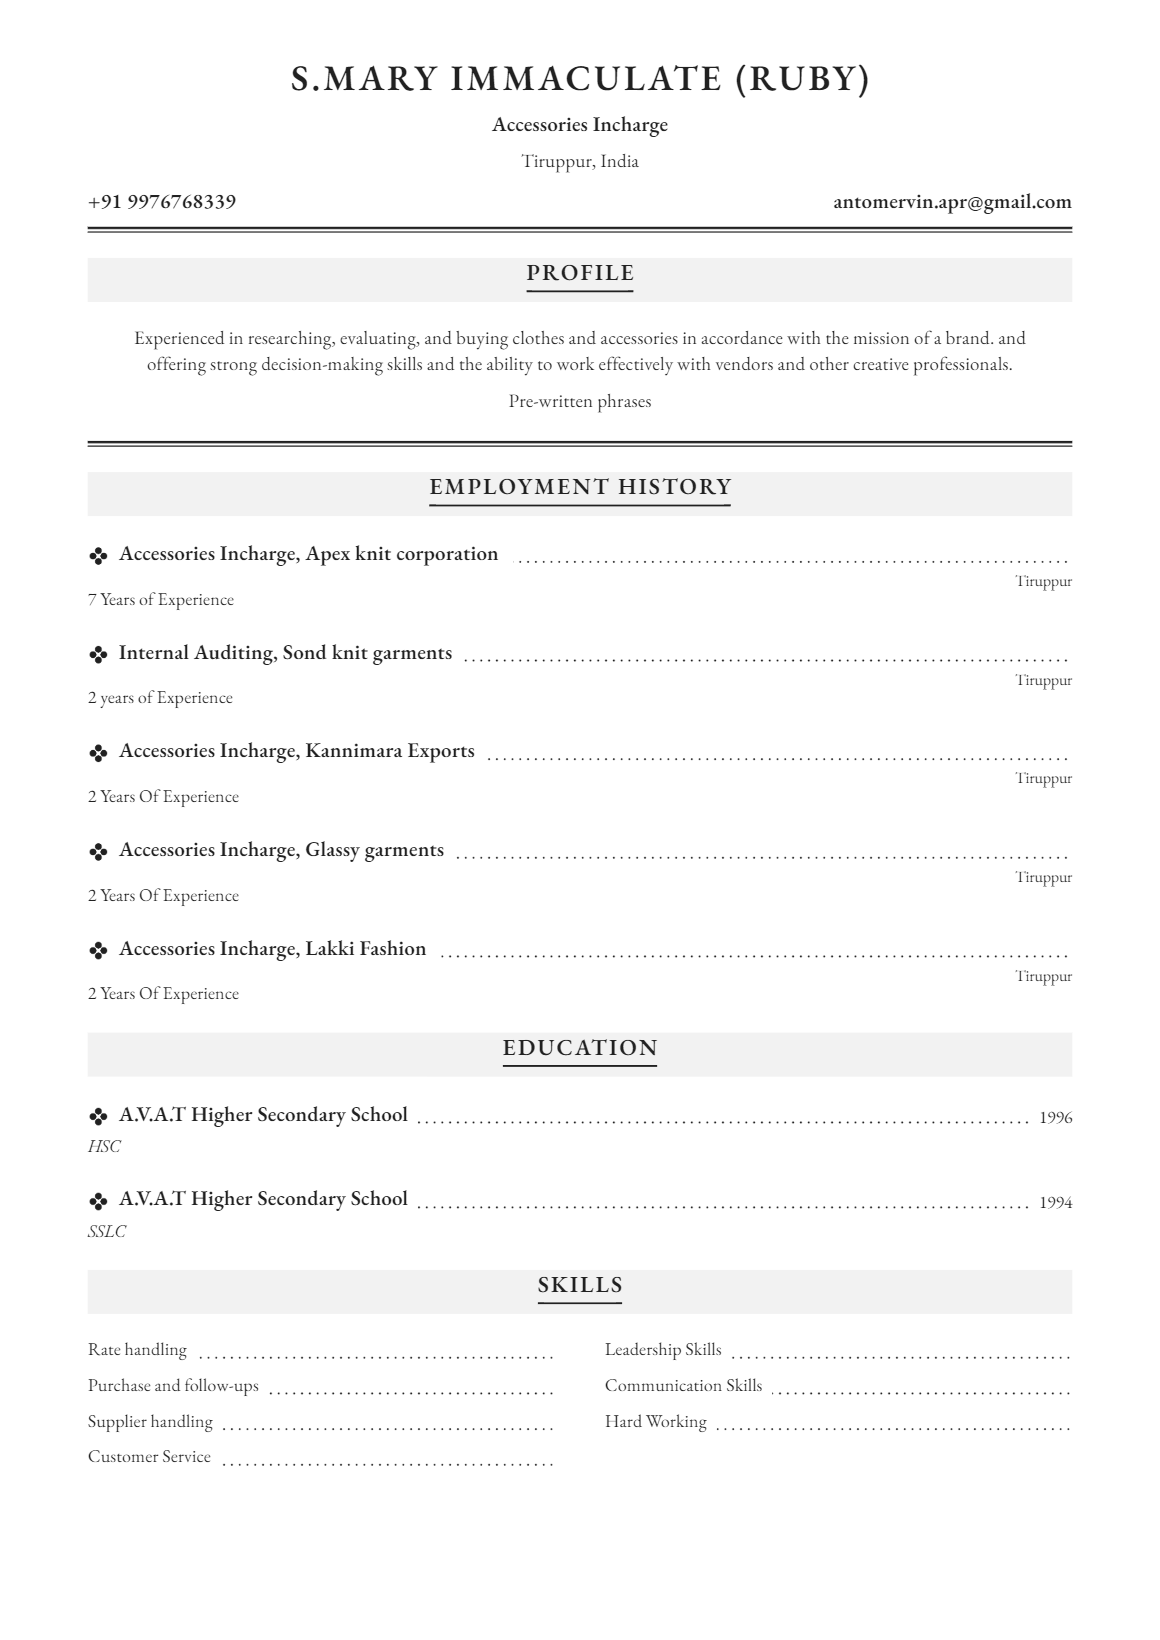 S.MARY IMMACULATE (RUBY)
Accessories Incharge
Tiruppur, India
+91 9976768339 antomervin.apr@gmail.com
PROFILE
Experienced in researching, evaluating, and buying clothes and accessories in accordance with the mission of a brand. and
offering strong decision-making skills and the ability to work effectively with vendors and other creative professionals.
Pre-written phrases
EMPLOYMENT HISTORY
Accessories Incharge, Apex knit corporation
Tiruppur
7 Years of Experience
Internal Auditing, Sond knit garments
Tiruppur
2 years of Experience
Accessories Incharge, Kannimara Exports
Tiruppur
2 Years Of Experience
Accessories Incharge, Glassy garments
Tiruppur
2 Years Of Experience
Accessories Incharge, Lakki Fashion
Tiruppur
2 Years Of Experience
EDUCATION
A.V.A.T Higher Secondary School 1996
HSC
A.V.A.T Higher Secondary School 1994
SSLC
SKILLS
Rate handling
Purchase and follow-ups
Supplier handling
Customer Service
Leadership Skills
Communication Skills
Hard Working